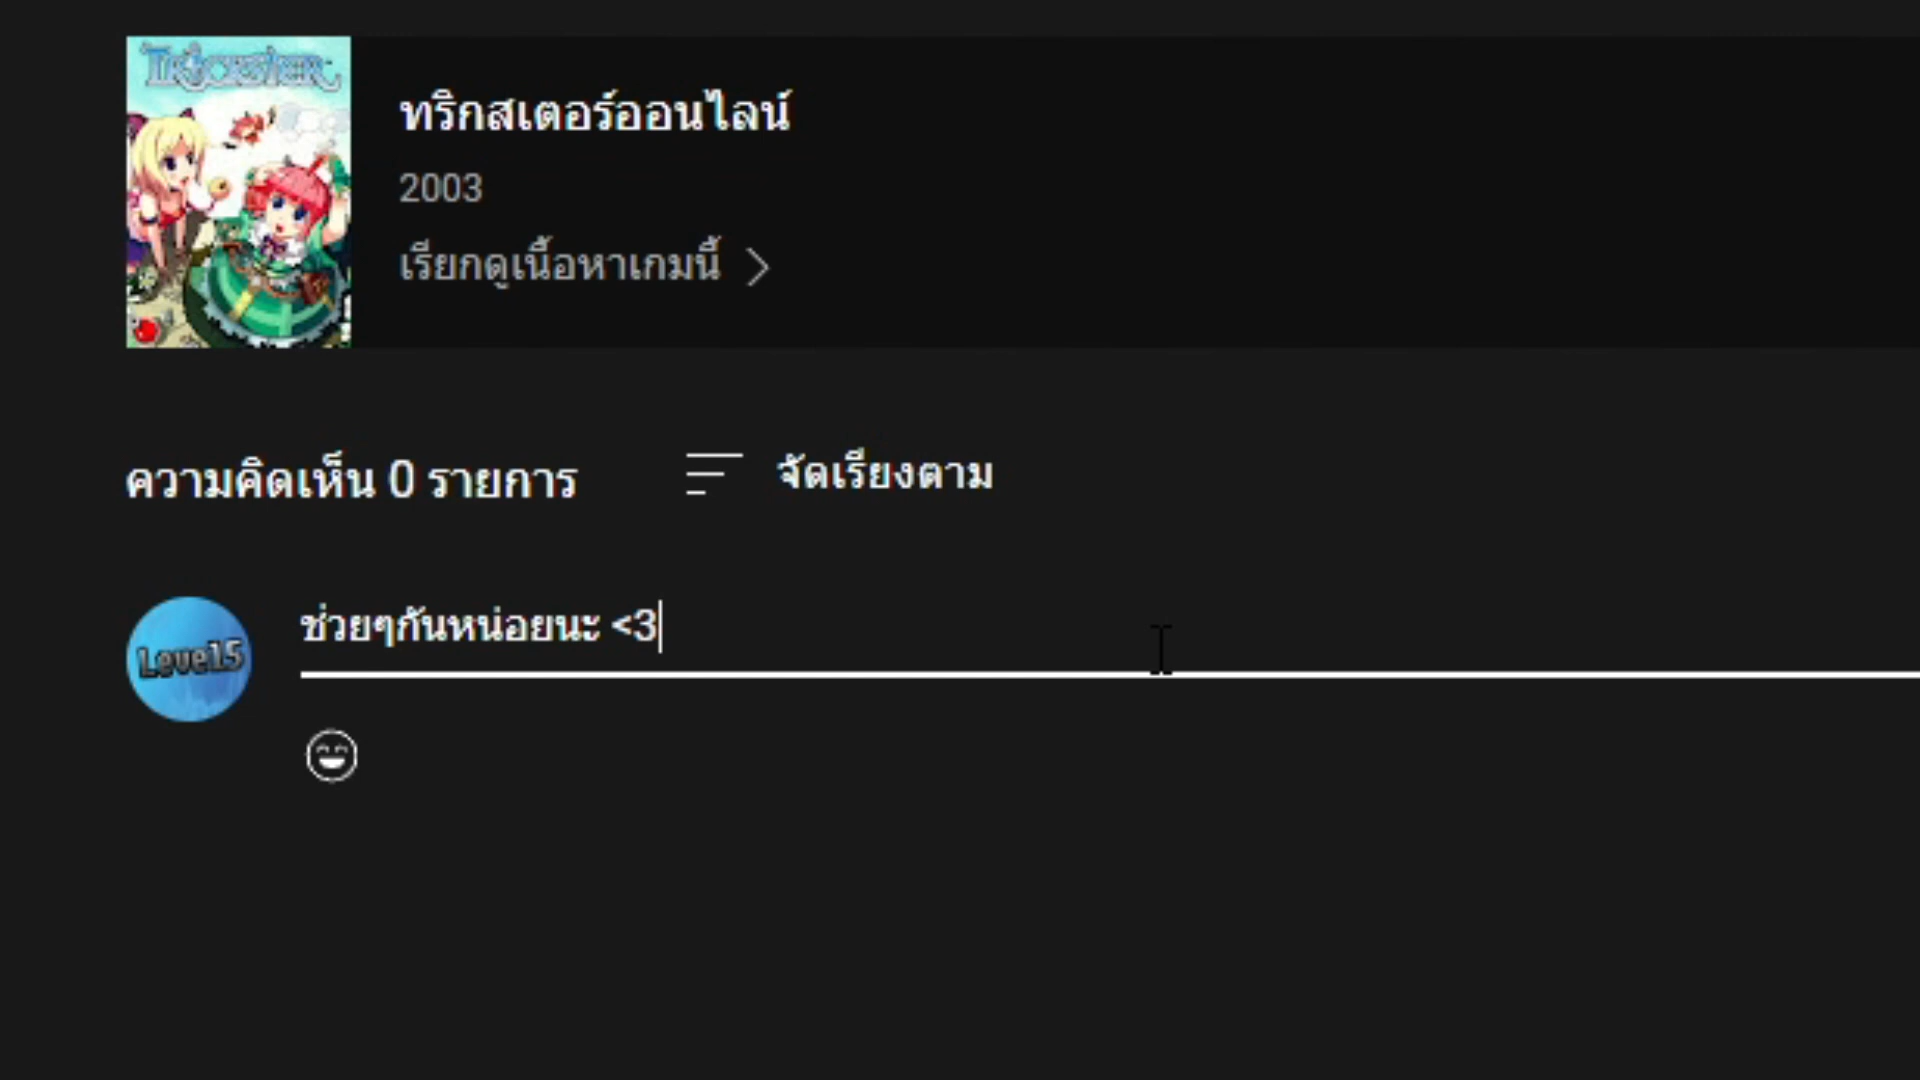 TRICKSTER
ทริกสเตอร์ออนไลน์
2003
เรียกดูเนื้อหาเกมนี้
ความคิดเห็น 0 รายการ
จัดเรียงตาม
ช่วยๆกันหน่อยนะ <3
Level5